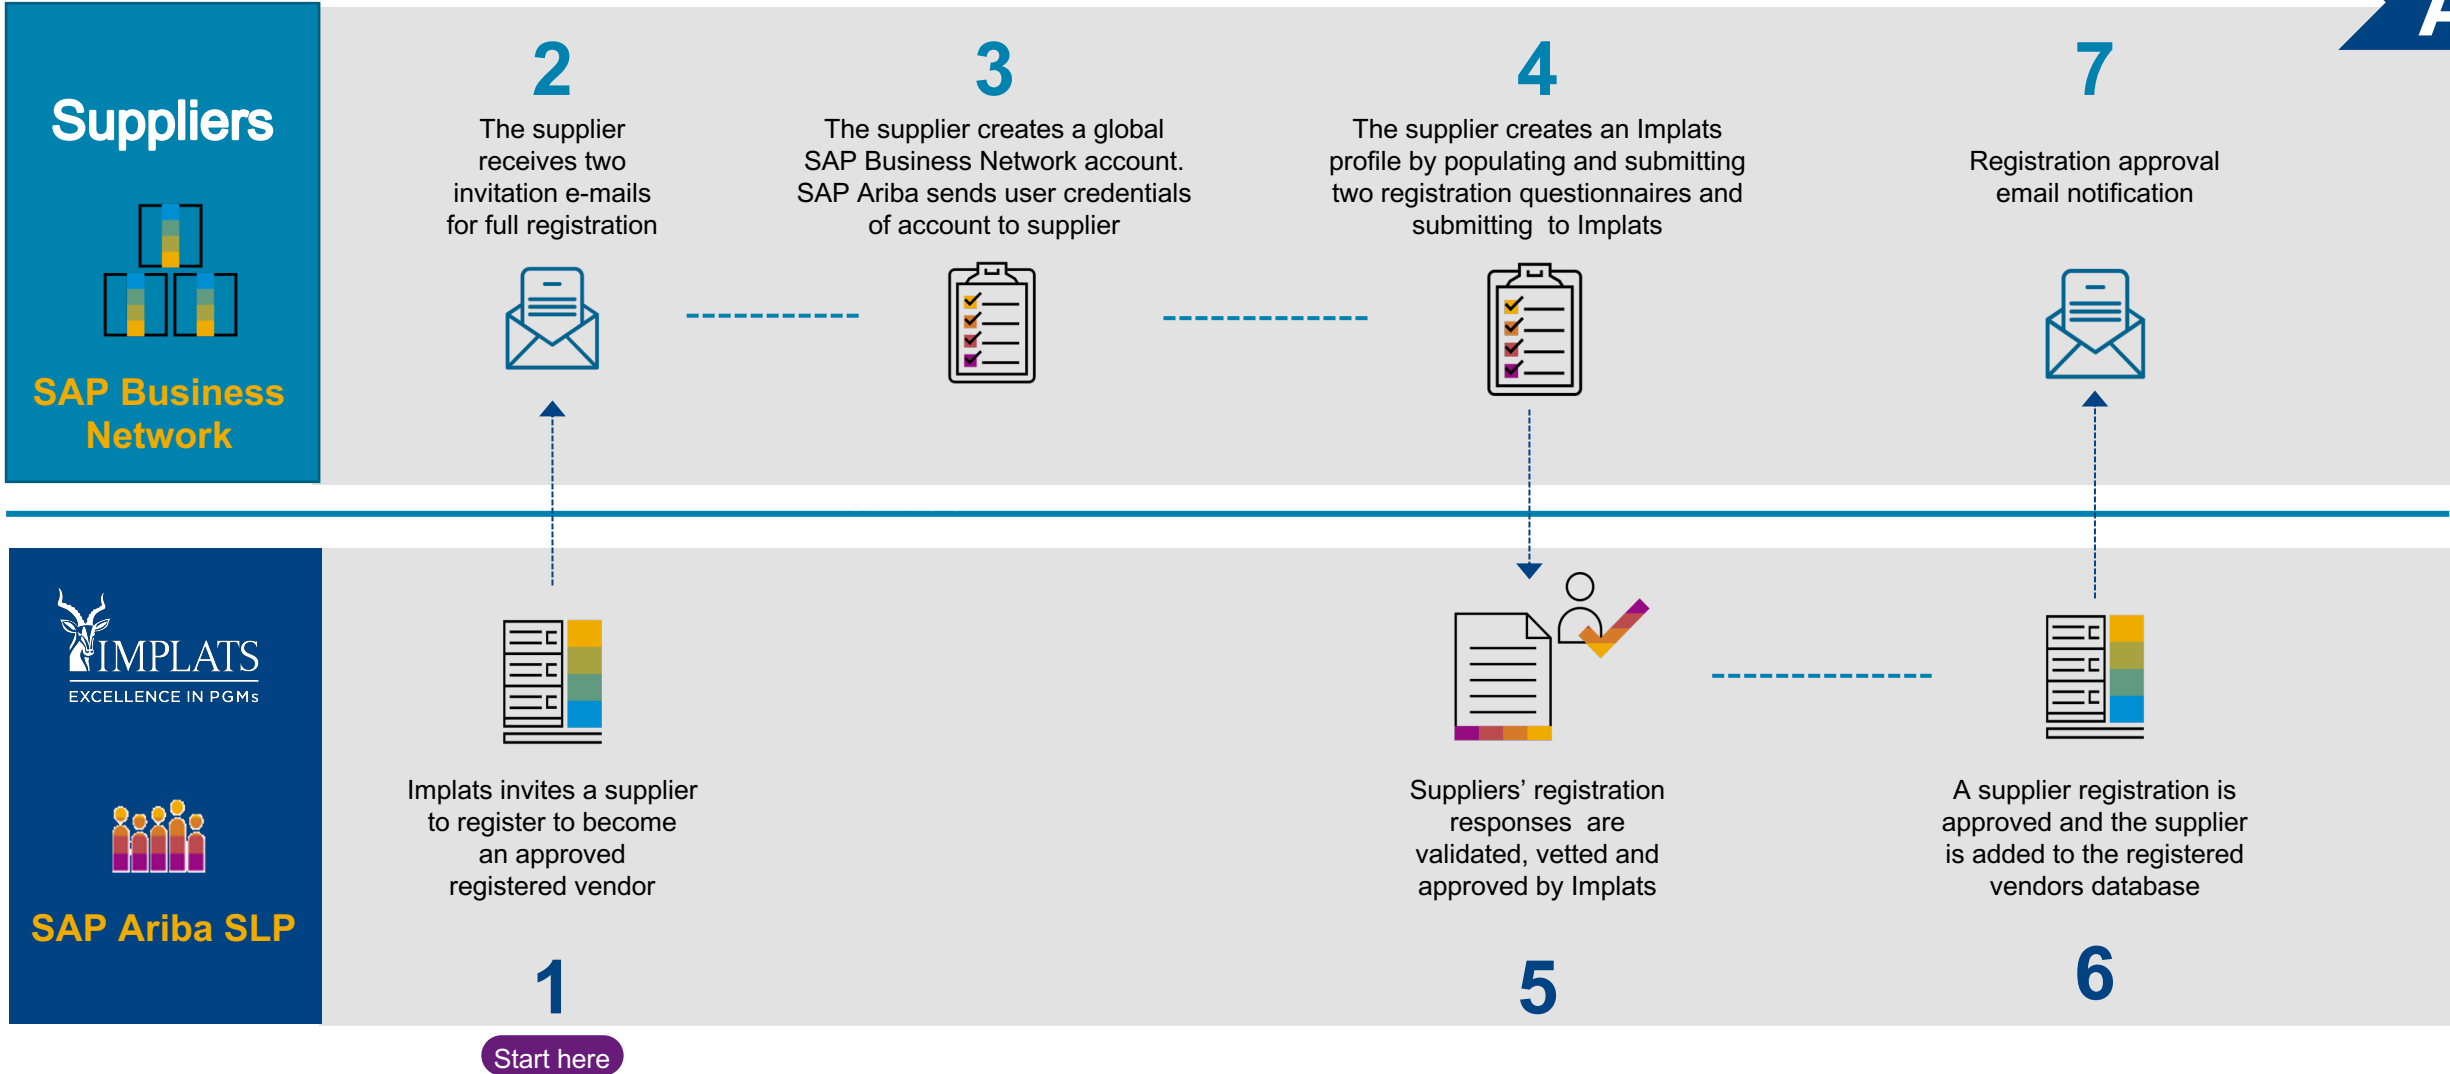 Suppliers
SAP Business
Network
2
The supplier
receives two
invitation e-mails
for full registration
3
The supplier creates a global
SAP Business Network account.
SAP Ariba sends user credentials
of account to supplier
4
The supplier creates an Implats
profile by populating and submitting
two registration questionnaires and
submitting to Implats
7
Registration approval
email notification
IMPLATS
EXCELLENCE IN PGMs
SAP Ariba SLP
Implats invites a supplier
to register to become
an approved
registered vendor
1
Start here
Suppliers’ registration
responses are
validated, vetted and
approved by Implats
5
A supplier registration is
approved and the supplier
is added to the registered
vendors database
6